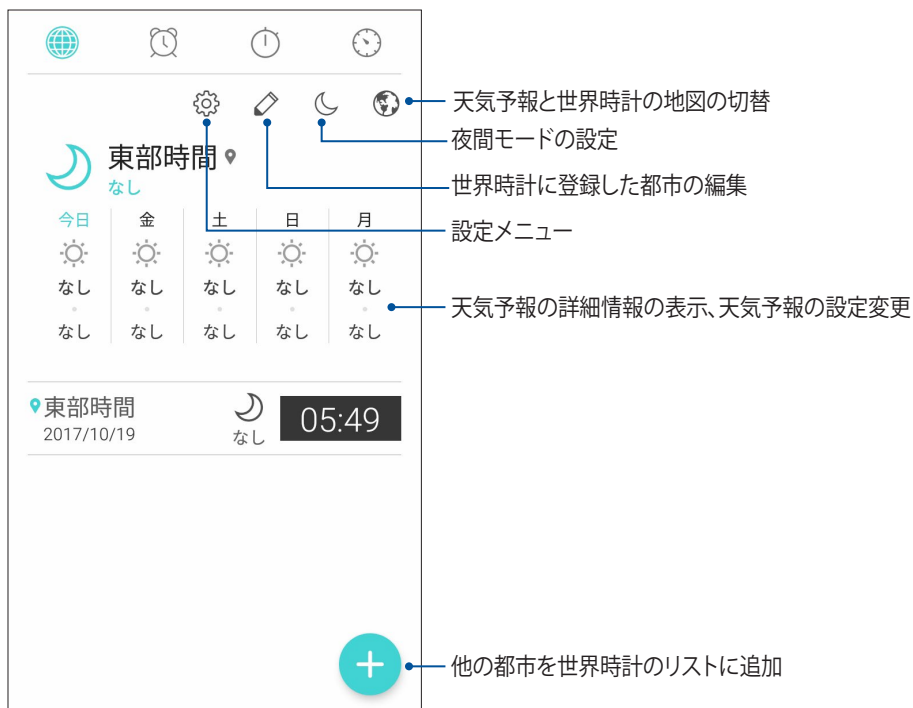 天気予報と世界時計の地図の切替
夜間モードの設定
東部時間
なし
世界時計に登録した都市の編集
今日 金 土 日 月
設定メニュー
なし なし なし なし なし
天気予報の詳細情報の表示、天気予報の設定変更
なし なし なし なし なし
東部時間
2017/10/19
なし
05:49
他の都市を世界時計のリストに追加